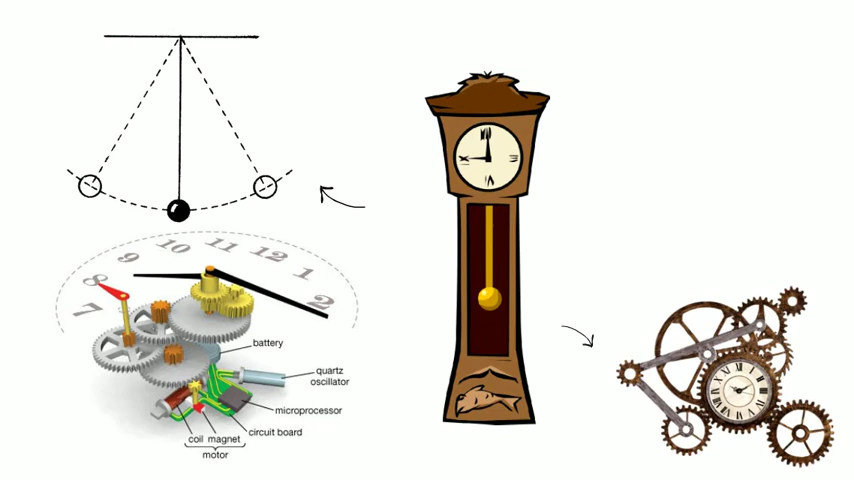 9 10 11 12 1
8 2
7
battery
quartz
oscillator
microprocessor
circuit board
coil magnet
motor